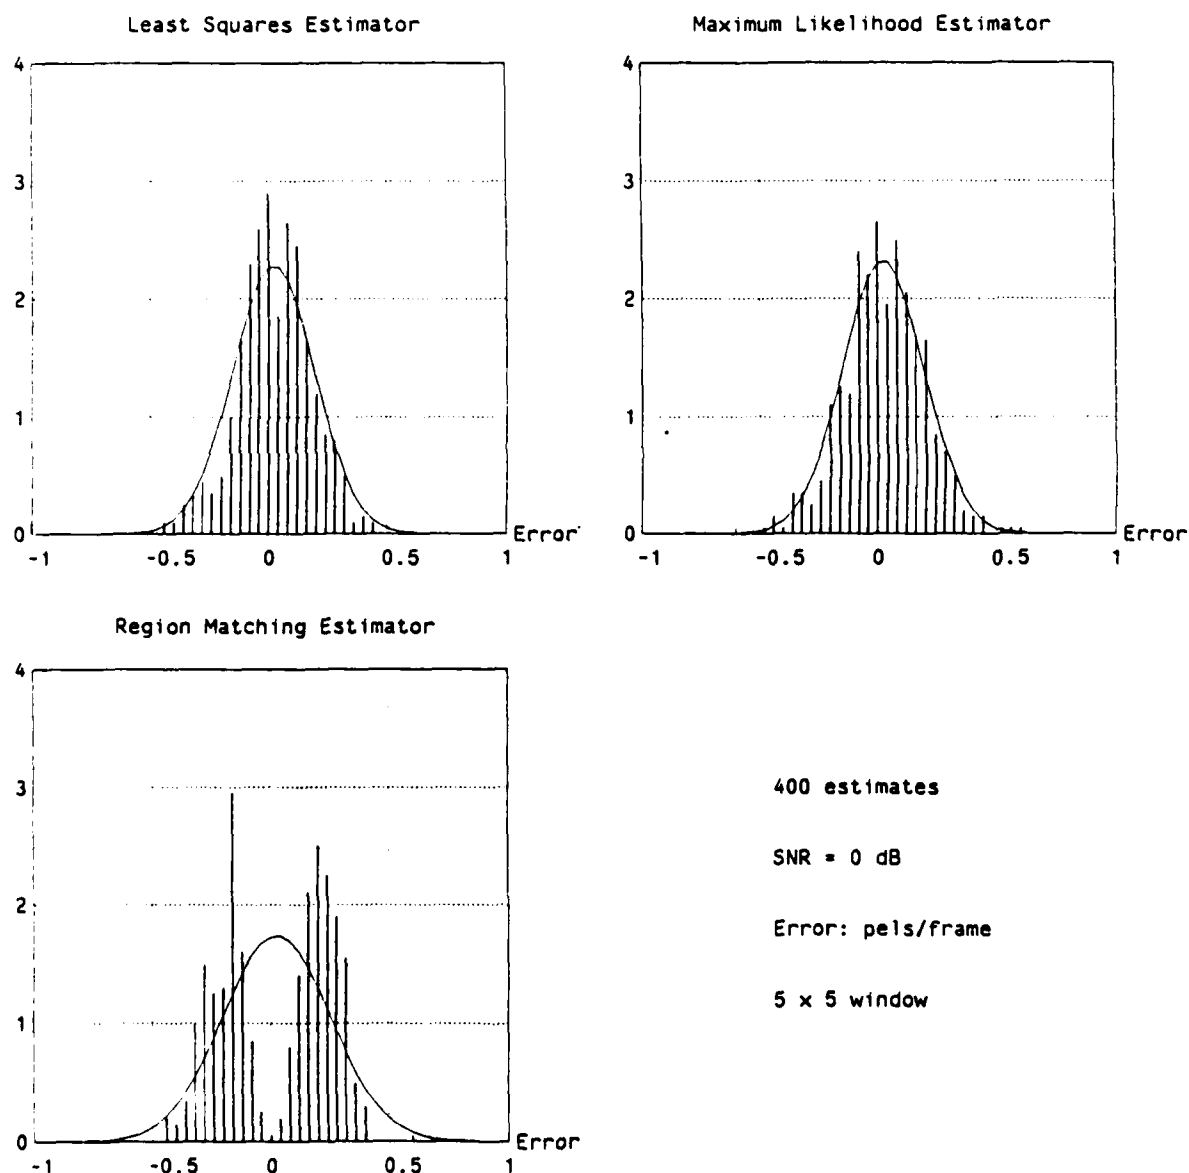 Least Squares Estimator
4
3
2
1
0
-1 -0.5 0 0.5 1
Error
Maximum Likelihood Estimator
4
3
2
1
0
-1 -0.5 0 0.5 1
Error
Region Matching Estimator
4
3
2
1
0
-1 -0.5 0 0.5 1
Error
400 estimates
SNR = 0 dB
Error: pels/frame
5 x 5 window